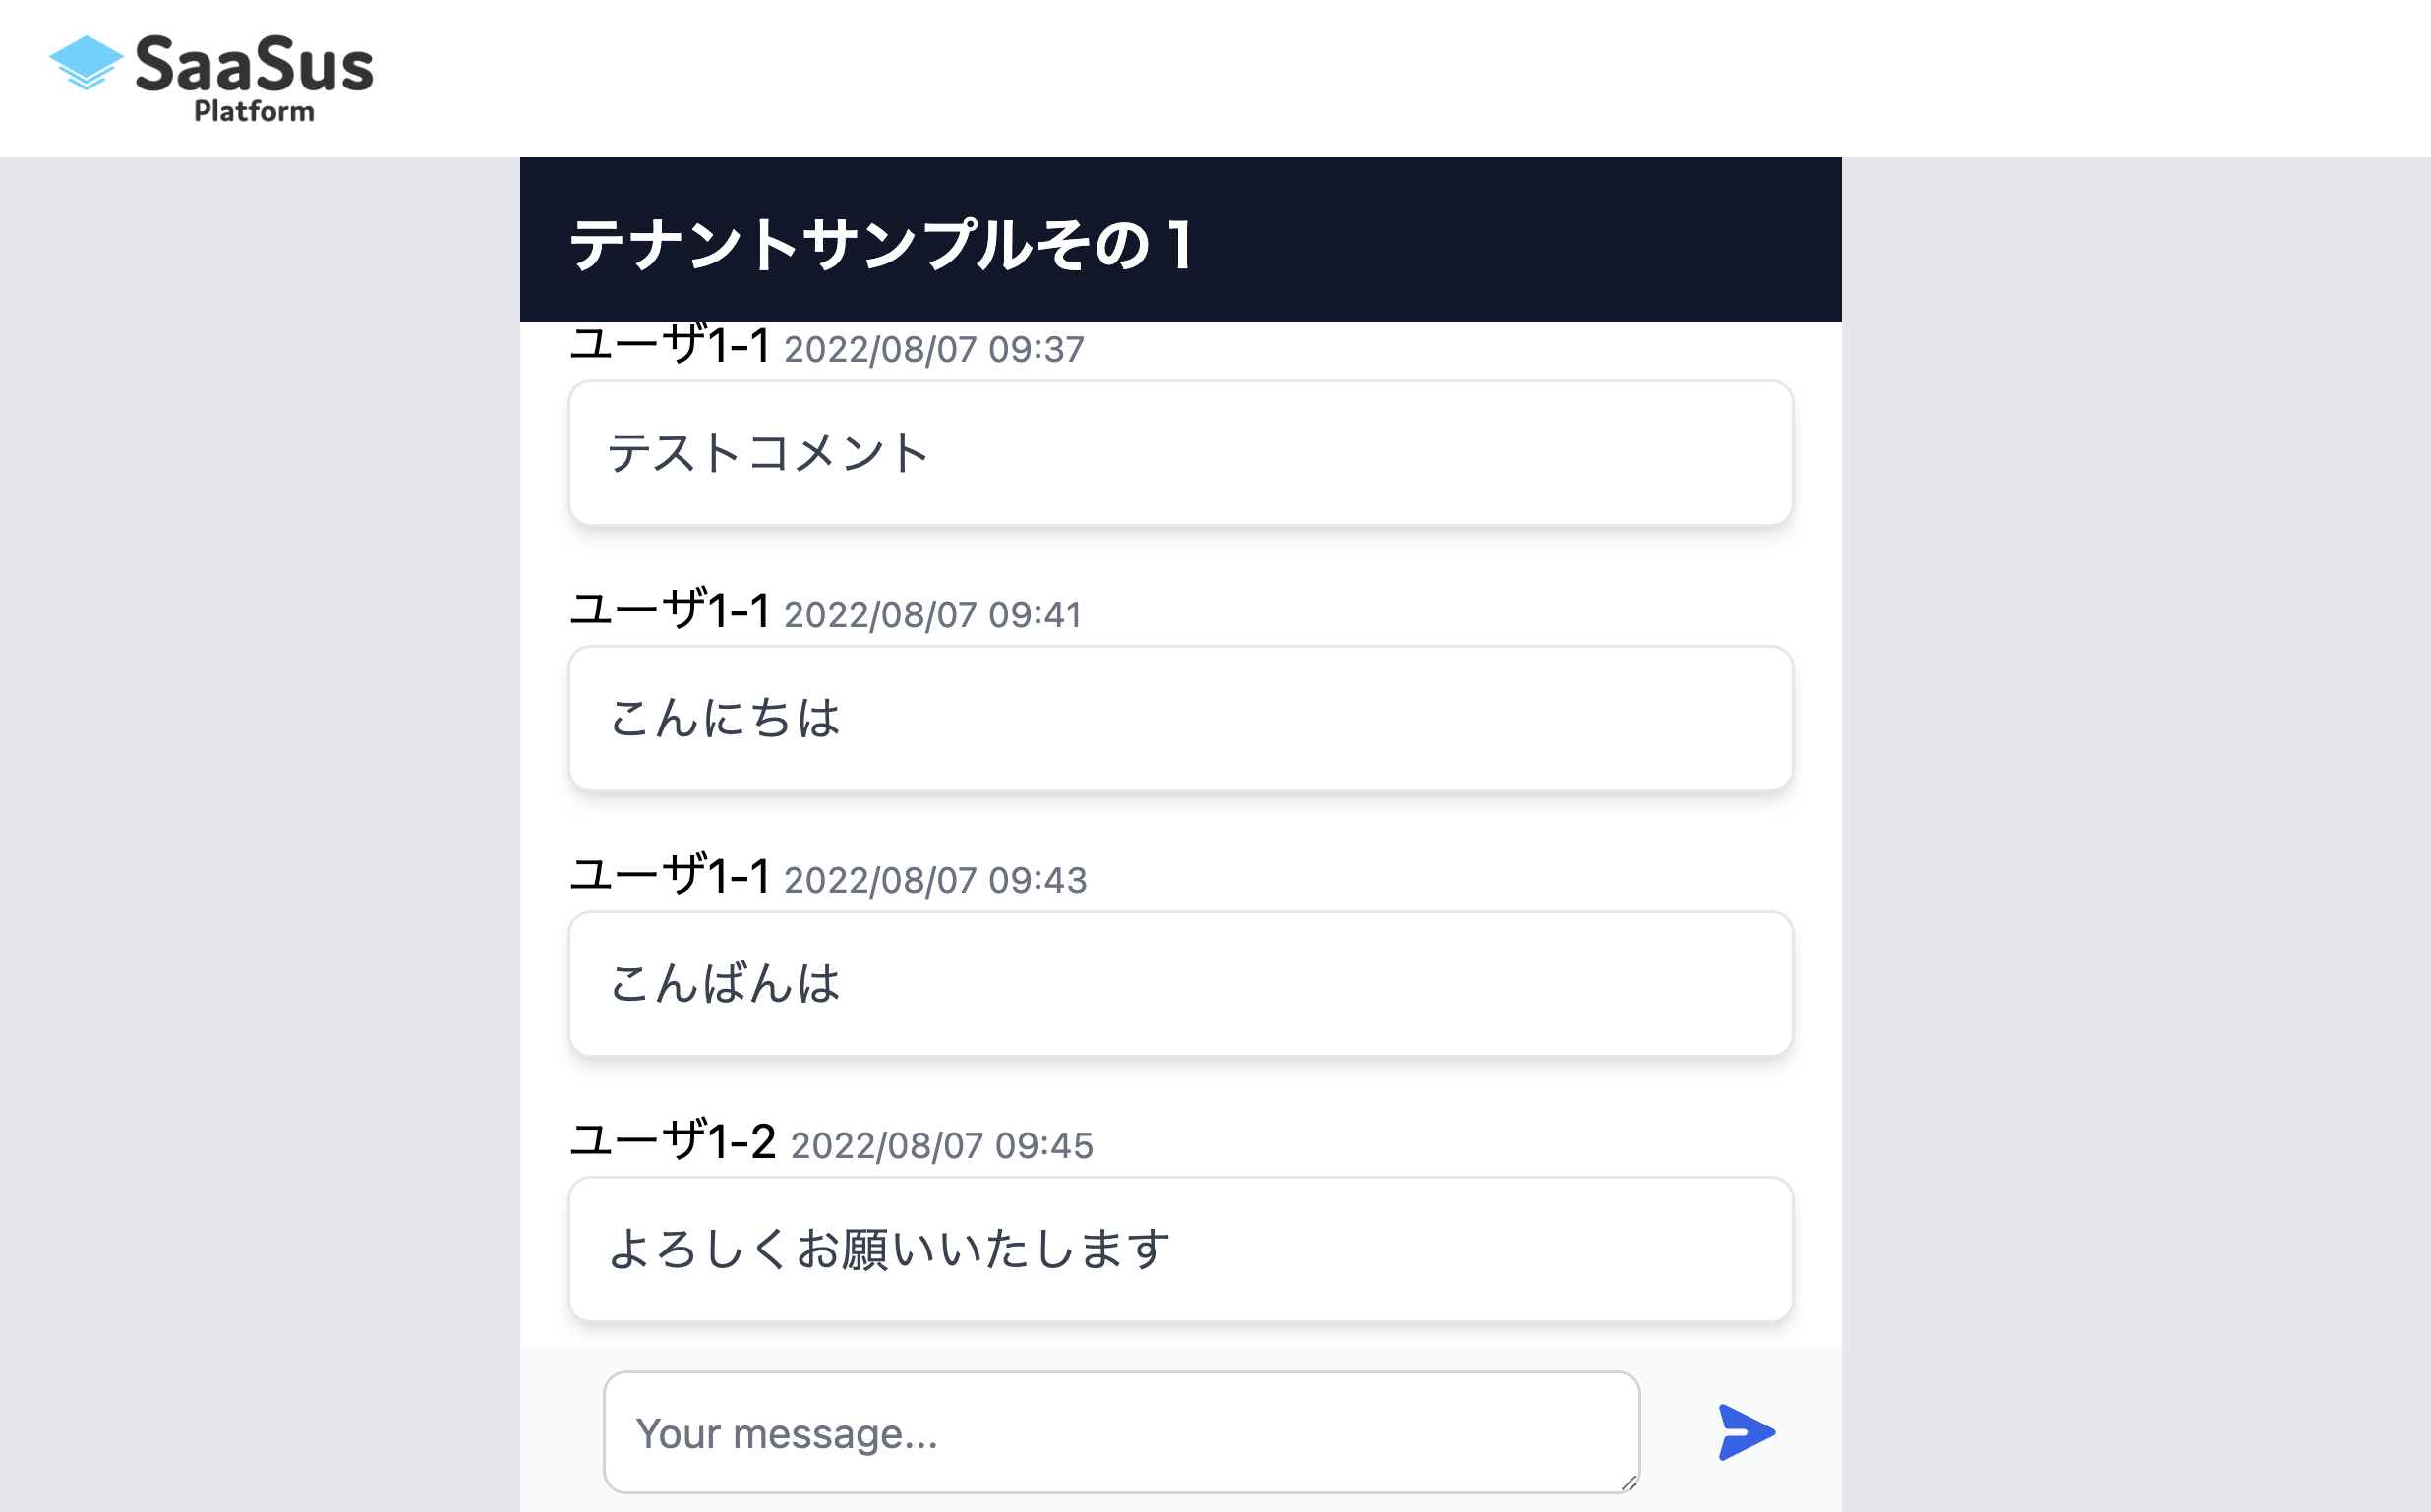 SaaSus
Platform
テナントサンプルその1
ユーザ1-1 2022/08/07 09:37
テストコメント
ユーザ1-1 2022/08/07 09:41
こんにちは
ユーザ1-1 2022/08/07 09:43
こんばんは
ユーザ1-2 2022/08/07 09:45
よろしくお願いいたします
Your message...